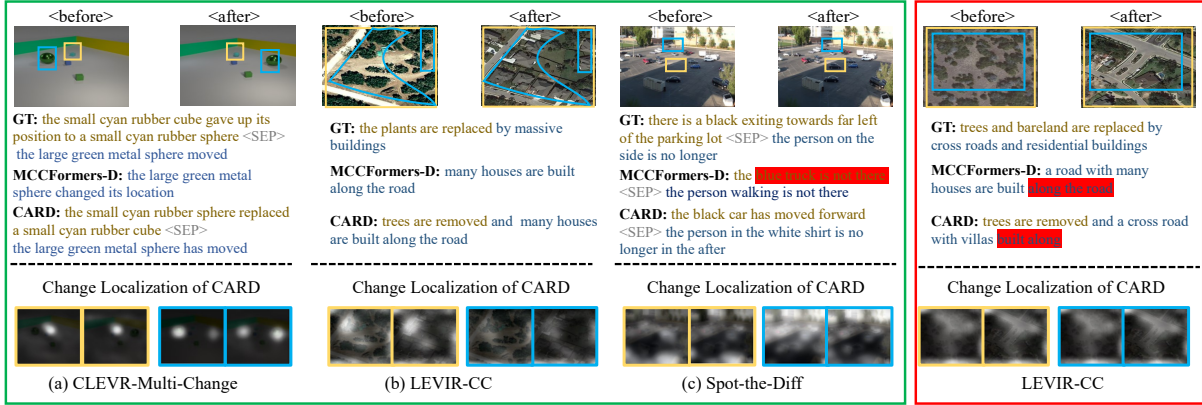 <before>
<after>
GT: the small cyan rubber cube gave up its
position to a small cyan rubber sphere <SEP>
the large green metal sphere moved
MCCFormers-D: the large green metal
sphere changed its location
CARD: the small cyan rubber sphere replaced
a small cyan rubber cube <SEP>
the large green metal sphere has moved
Change Localization of CARD
(a) CLEVR-Multi-Change
<before>
<after>
GT: the plants are replaced by massive
buildings
MCCFormers-D: many houses are built
along the road
CARD: trees are removed and many houses
are built along the road
Change Localization of CARD
(b) LEVIR-CC
<before>
<after>
GT: there is a black exiting towards far left
of the parking lot <SEP> the person on the
side is no longer
MCCFormers-D: the blue truck is not there
<SEP> the person walking is not there
CARD: the black car has moved forward
<SEP> the person in the white shirt is no
longer in the after
Change Localization of CARD
(c) Spot-the-Diff
<before>
<after>
GT: trees and bareland are replaced by
cross roads and residential buildings
MCCFormers-D: a road with many
houses are built along the road
CARD: trees are removed and a cross road
with villas built along
Change Localization of CARD
LEVIR-CC